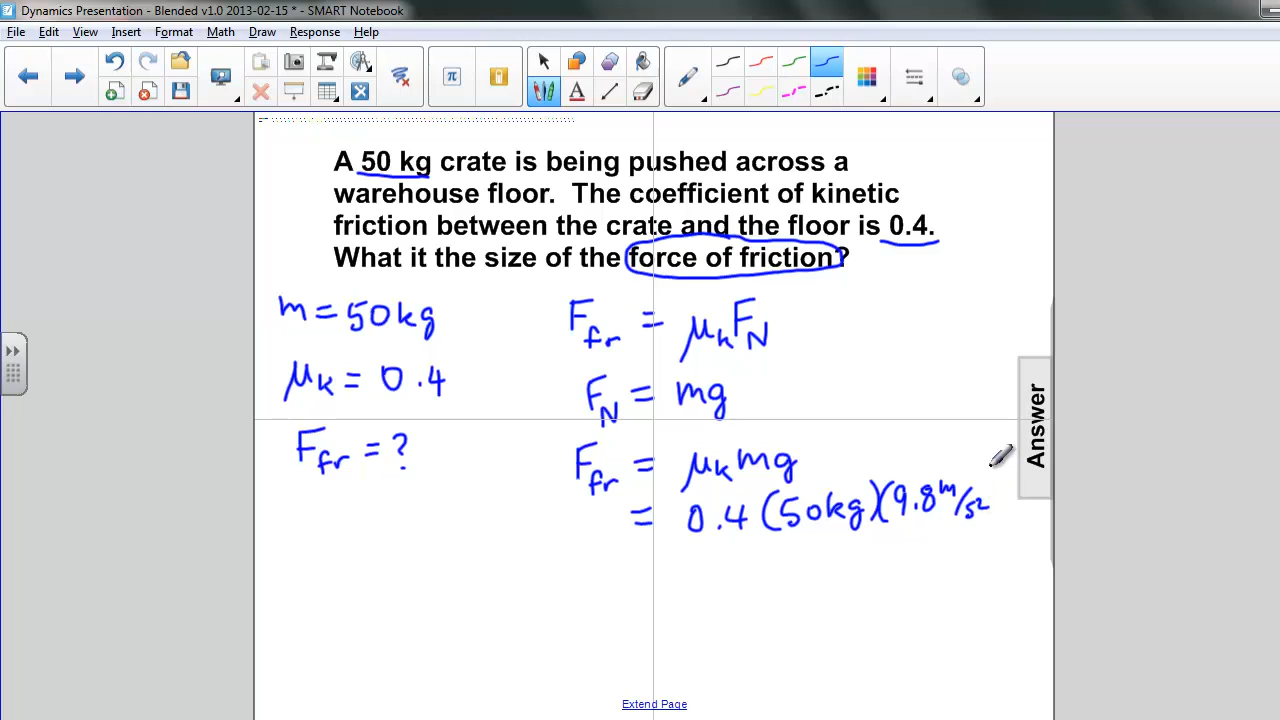 Dynamics Presentation - Blended v1.0 2013-02-15 * - SMART Notebook
File Edit View Insert Format Math Draw Response Help
A 50 kg crate is being pushed across a
warehouse floor. The coefficient of kinetic
friction between the crate and the floor is 0.4.
What it the size of the force of friction?
m = 50kg
μk = 0.4
Ffr = ?
Ffr = μkFN
FN = mg
Ffr = μkmg
= 0.4 (50kg)(9.8 m/s²
Answer
Extend Page